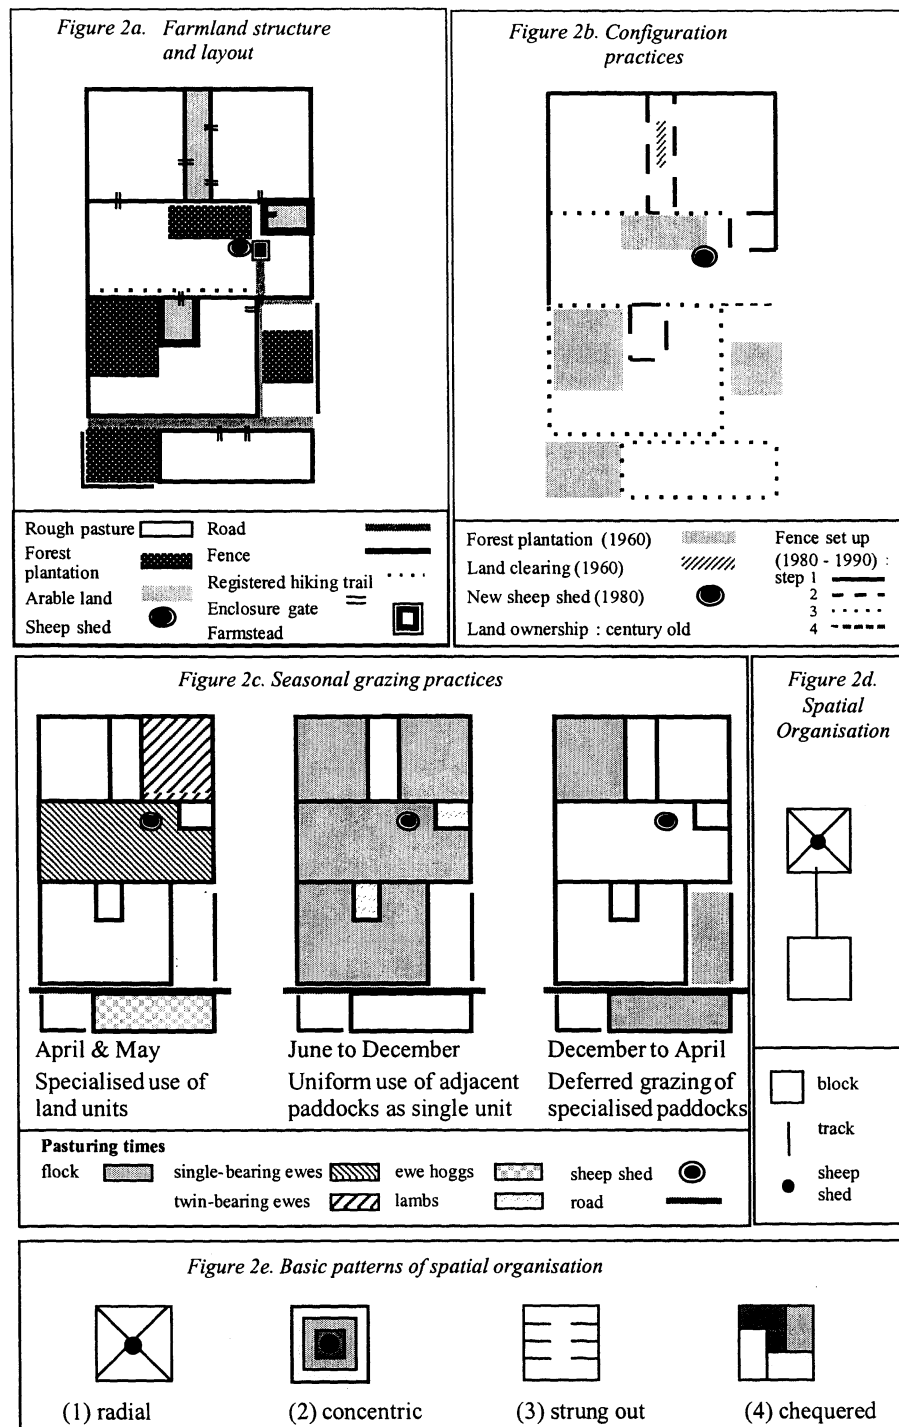 Figure 2a. Farmland structure
and layout
Rough pasture
Forest
plantation
Arable land
Sheep shed
Road
Fence
Registered hiking trail
Enclosure gate
Farmstead
Figure 2b. Configuration
practices
Forest plantation (1960)
Land clearing (1960)
New sheep shed (1980)
Land ownership : century old
Fence set up
(1980 - 1990) :
step 1
2
3
4
Figure 2c. Seasonal grazing practices
April & May
Specialised use of
land units
June to December
Uniform use of adjacent
paddocks as single unit
December to April
Deferred grazing of
specialised paddocks
Pasturing times
flock
single-bearing ewes
twin-bearing ewes
ewe hoggs
lambs
sheep shed
road
Figure 2d.
Spatial
Organisation
block
track
sheep
shed
Figure 2e. Basic patterns of spatial organisation
(1) radial
(2) concentric
(3) strung out
(4) chequered